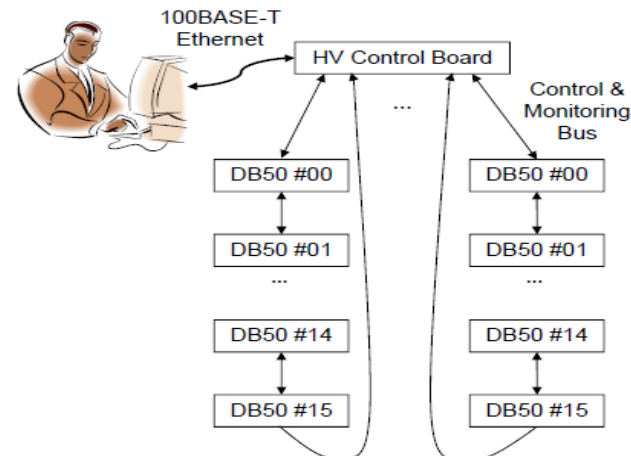 100BASE-T
Ethernet
HV Control Board
...
Control &
Monitoring
Bus
DB50 #00
DB50 #01
...
DB50 #14
DB50 #15
DB50 #00
DB50 #01
...
DB50 #14
DB50 #15